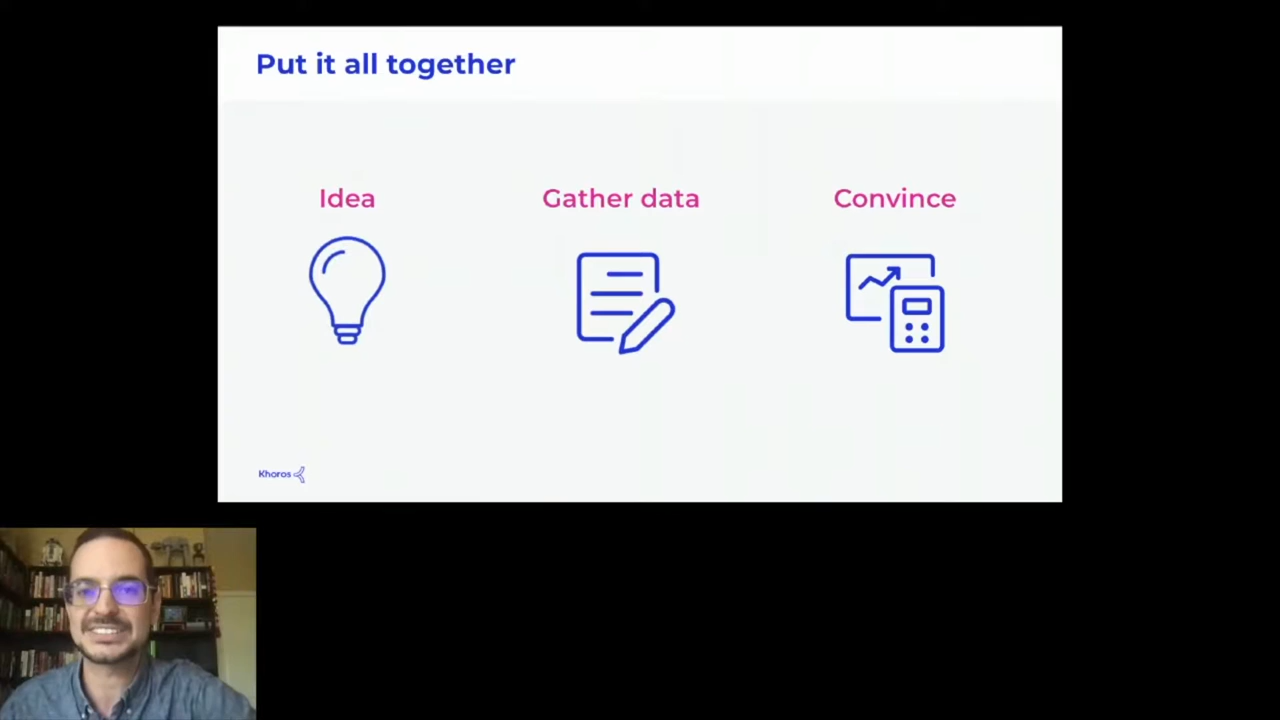 Put it all together
Idea
Gather data
Convince
Khoros